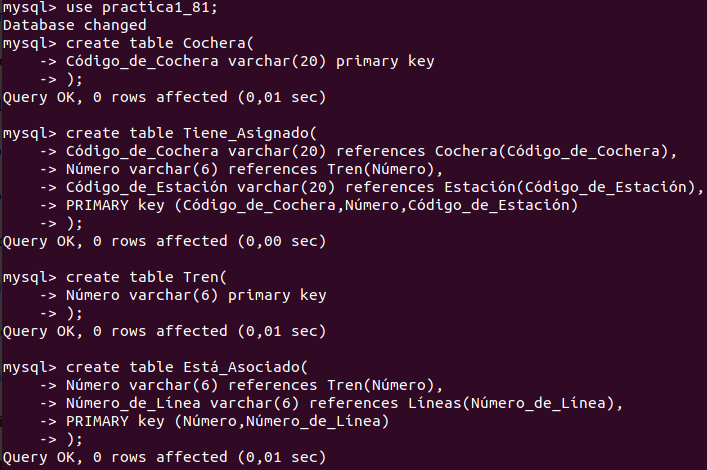 mysql> use practica1_81;
Database changed
mysql> create table Cochera(
    -> Código_de_Cochera varchar(20) primary key
    -> );
Query OK, 0 rows affected (0,01 sec)

mysql> create table Tiene_Asignado(
    -> Código_de_Cochera varchar(20) references Cochera(Código_de_Cochera),
    -> Número varchar(6) references Tren(Número),
    -> Código_de_Estación varchar(20) references Estación(Código_de_Estación),
    -> PRIMARY key (Código_de_Cochera,Número,Código_de_Estación)
    -> );
Query OK, 0 rows affected (0,00 sec)

mysql> create table Tren(
    -> Número varchar(6) primary key
    -> );
Query OK, 0 rows affected (0,01 sec)

mysql> create table Está_Asociado(
    -> Número varchar(6) references Tren(Número),
    -> Número_de_Línea varchar(6) references Líneas(Número_de_Línea),
    -> PRIMARY key (Número,Número_de_Línea)
    -> );
Query OK, 0 rows affected (0,01 sec)